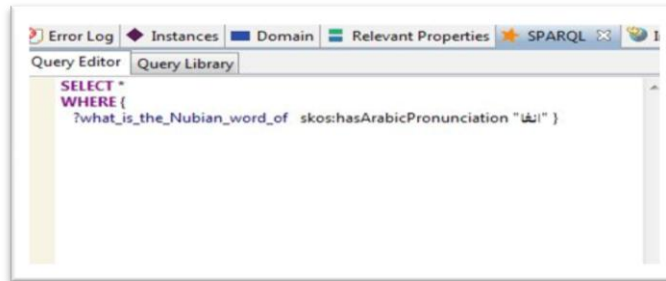 Error Log Instances Domain Relevant Properties SPARQL
Query Editor Query Library
SELECT *
WHERE {
?what_is_the_Nubian_word_of skos:hasArabicPronunciation "انفا" }